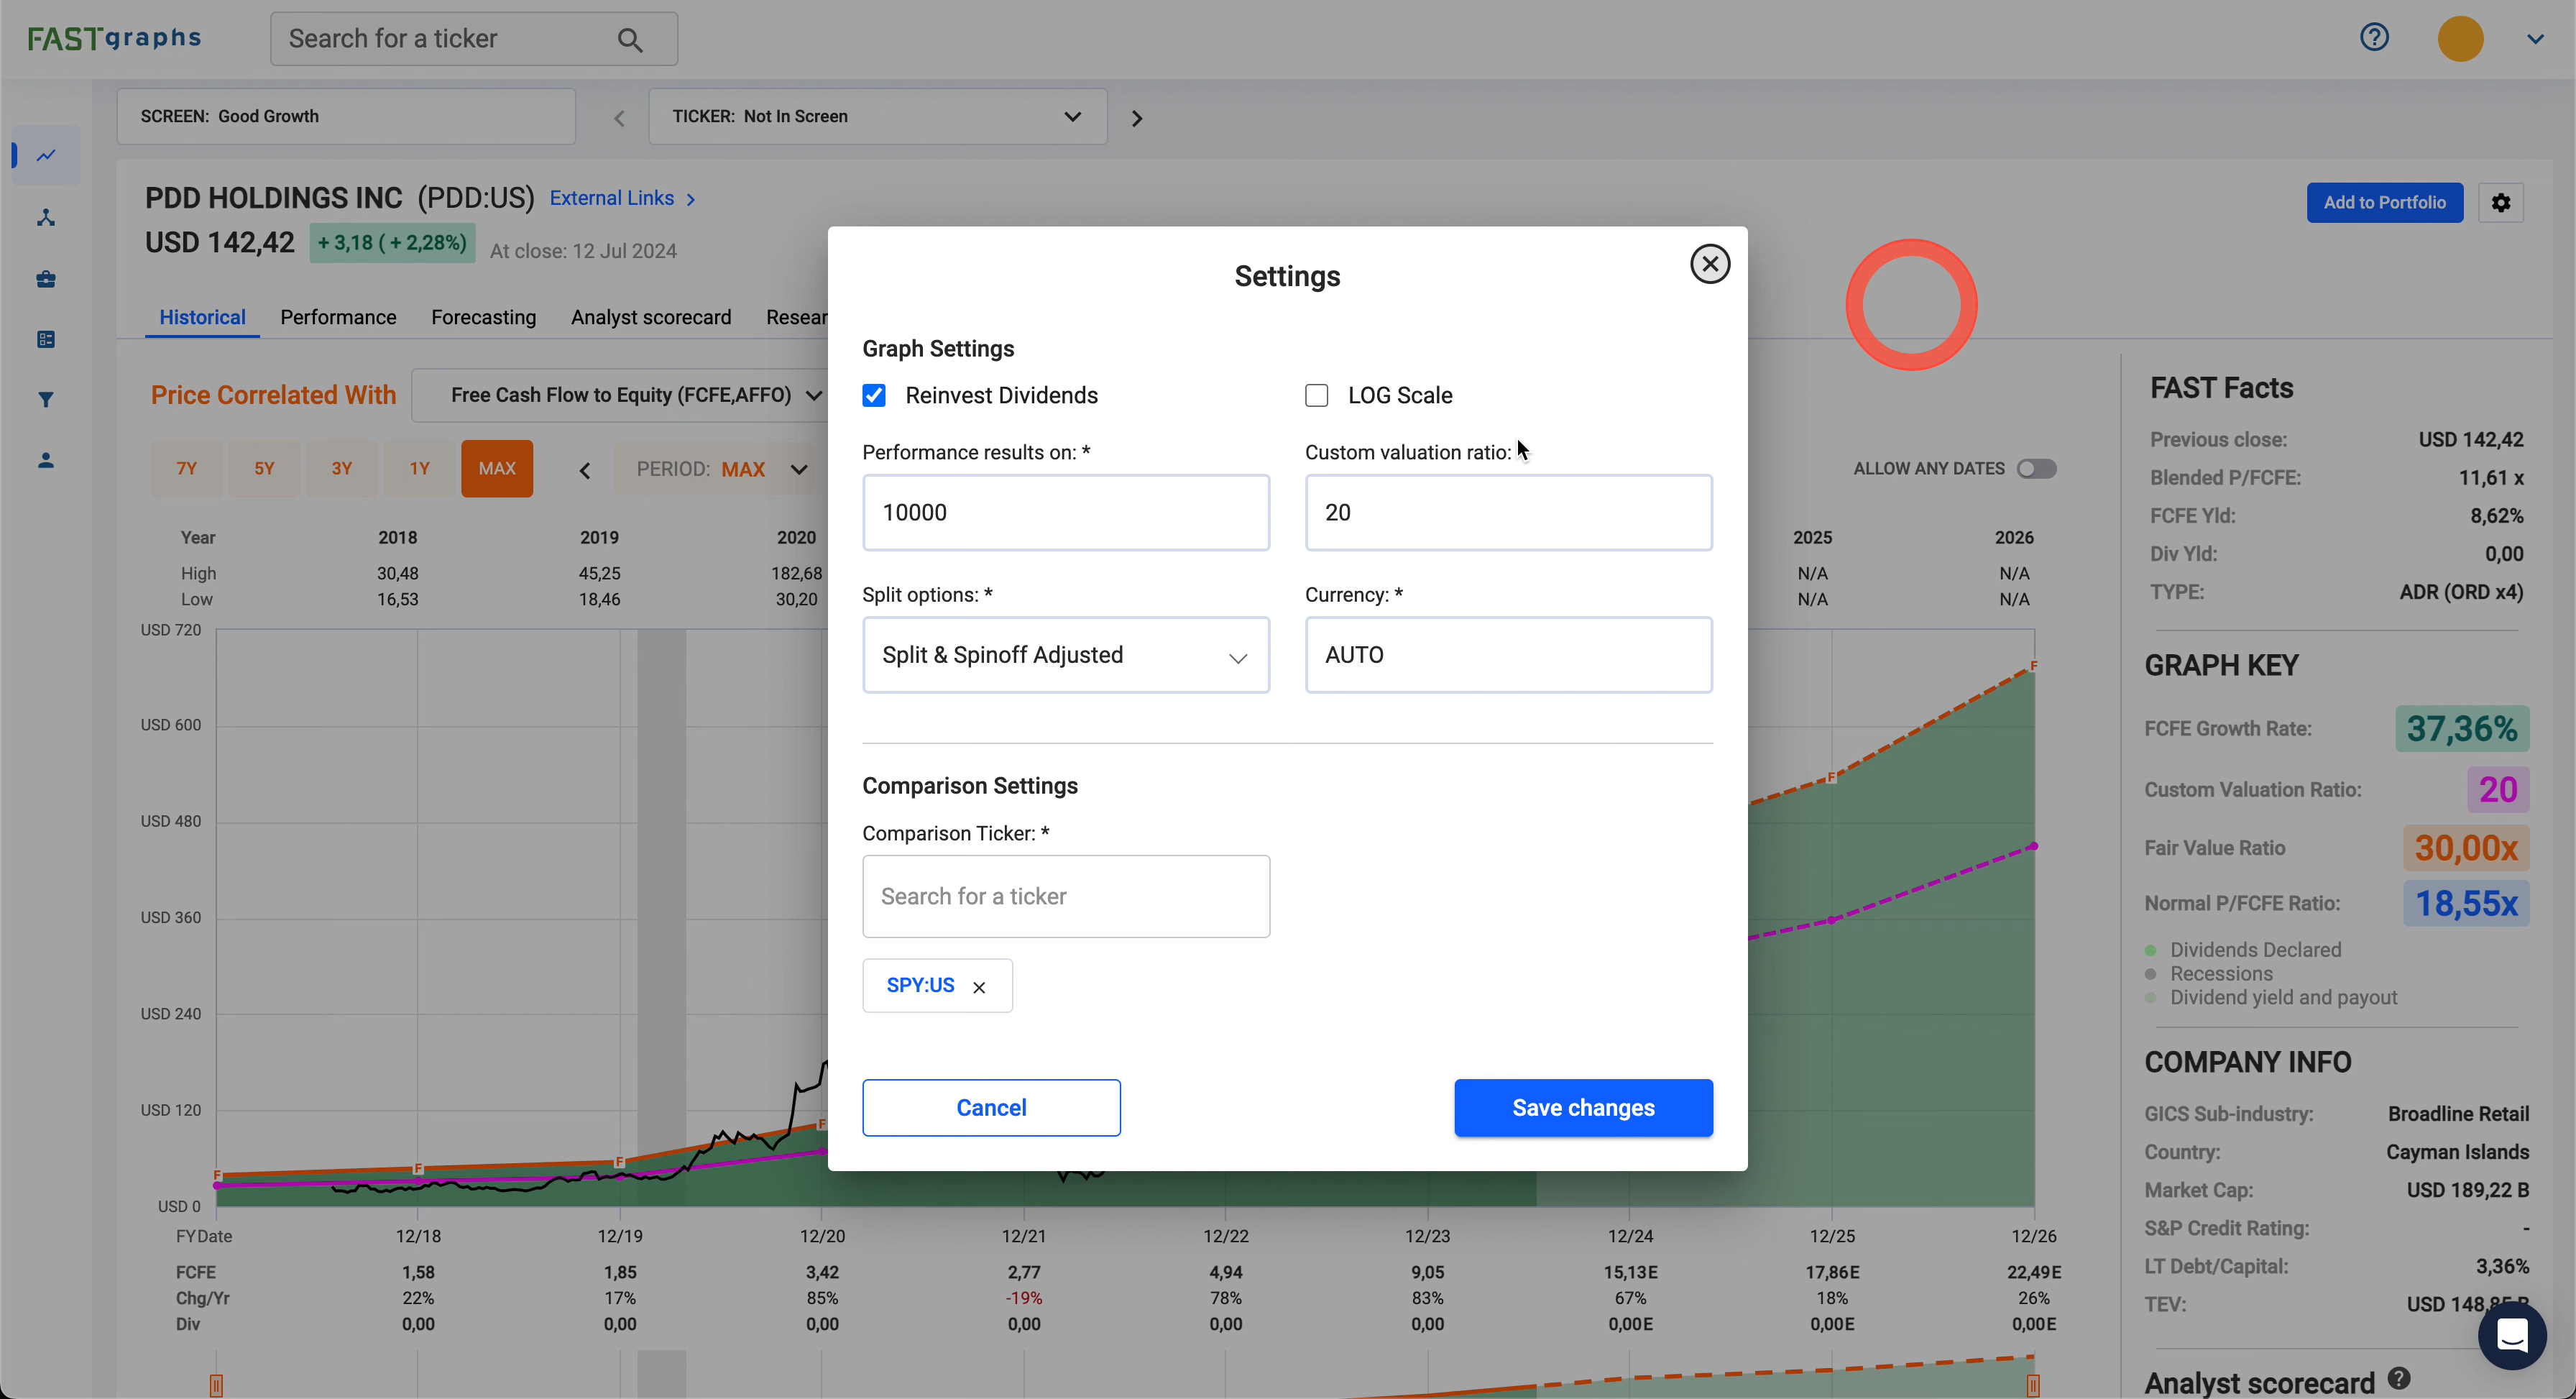 FASTgraphs
Search for a ticker
SCREEN: Good Growth
TICKER: Not In Screen
PDD HOLDINGS INC (PDD:US) External Links
Add to Portfolio
USD 142,42 + 3,18 ( + 2,28%) At close: 12 Jul 2024
Historical Performance Forecasting Analyst scorecard
Price Correlated With Free Cash Flow to Equity (FCFE,AFFO)
7Y 5Y 3Y 1Y MAX PERIOD: MAX
ALLOW ANY DATES
Year 2018 2019 2020 2025 2026
High 30,48 45,25 182,68 N/A N/A
Low 16,53 18,46 30,20 N/A N/A
USD 720
USD 600
USD 480
USD 360
USD 240
USD 120
USD 0
F F F F F F
FYDate 12/18 12/19 12/20 12/21 12/22 12/23 12/24 12/25 12/26
FCFE 1,58 1,85 3,42 2,77 4,94 9,05 15,13E 17,86E 22,49E
Chg/Yr 22% 17% 85% -19% 78% 83% 67% 18% 26%
Div 0,00 0,00 0,00 0,00 0,00 0,00 0,00E 0,00E 0,00E
Settings
Graph Settings
Reinvest Dividends LOG Scale
Performance results on: * Custom valuation ratio:
10000 20
Split options: * Currency: *
Split & Spinoff Adjusted AUTO
Comparison Settings
Comparison Ticker: *
Search for a ticker
SPY:US
Cancel Save changes
FAST Facts
Previous close: USD 142,42
Blended P/FCFE: 11,61 x
FCFE Yld: 8,62%
Div Yld: 0,00
TYPE: ADR (ORD x4)
GRAPH KEY
FCFE Growth Rate: 37,36%
Custom Valuation Ratio: 20
Fair Value Ratio 30,00x
Normal P/FCFE Ratio: 18,55x
Dividends Declared
Recessions
Dividend yield and payout
COMPANY INFO
GICS Sub-industry: Broadline Retail
Country: Cayman Islands
Market Cap: USD 189,22 B
S&P Credit Rating: -
LT Debt/Capital: 3,36%
TEV: USD 148,85 B
Analyst scorecard